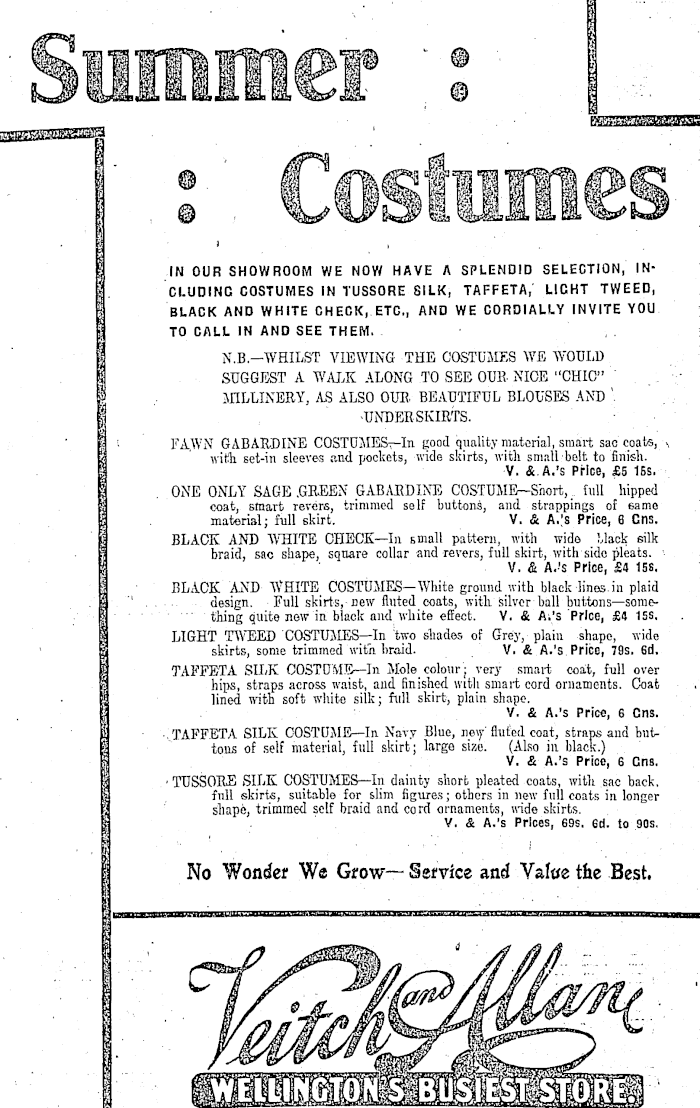 Summer :
: Costumes
IN OUR SHOWROOM WE NOW HAVE A SPLENDID SELECTION, IN-
CLUDING COSTUMES IN TUSSORE SILK, TAFFETA, LIGHT TWEED,
BLACK AND WHITE CHECK, ETC., AND WE CORDIALLY INVITE YOU
TO CALL IN AND SEE THEM.
N.B.—WHILST VIEWING THE COSTUMES WE WOULD
SUGGEST A WALK ALONG TO SEE OUR NICE "CHIC"
MILLINERY, AS ALSO OUR BEAUTIFUL BLOUSES AND
UNDERSKIRTS.
FAWN GABARDINE COSTUMES—In good quality material, smart sac coats,
with set-in sleeves and pockets, wide skirts, with small belt to finish.
V. & A.'s Price, £5 15s.
ONE ONLY SAGE GREEN GABARDINE COSTUME—Short, full hipped
coat, smart revers, trimmed self buttons, and strappings of same
material; full skirt. V. & A.'s Price, 6 Gns.
BLACK AND WHITE CHECK—In small pattern, with wide black silk
braid, sac shape, square collar and revers, full skirt, with side pleats.
V. & A.'s Price, £4 15s.
BLACK AND WHITE COSTUMES—White ground with black lines in plaid
design. Full skirts, new fluted coats, with silver ball buttons—some-
thing quite new in black and white effect. V. & A.'s Price, £4 15s.
LIGHT TWEED COSTUMES—In two shades of Grey, plain shape, wide
skirts, some trimmed with braid. V. & A.'s Price, 79s. 6d.
TAFFETA SILK COSTUME—In Mole colour; very smart coat, full over
hips, straps across waist, and finished with smart cord ornaments. Coat
lined with soft white silk; full skirt, plain shape.
V. & A.'s Price, 6 Gns.
TAFFETA SILK COSTUME—In Navy Blue, new fluted coat, straps and but-
tons of self material, full skirt; large size. (Also in black.)
V. & A.'s Price, 6 Gns.
TUSSORE SILK COSTUMES—In dainty short pleated coats, with sac back,
full skirts, suitable for slim figures; others in new full coats in longer
shape, trimmed self braid and cord ornaments, wide skirts.
V. & A.'s Prices, 69s. 6d. to 90s.
No Wonder We Grow—Service and Value the Best.
Veitch and Allan
WELLINGTON'S BUSIEST STORE.